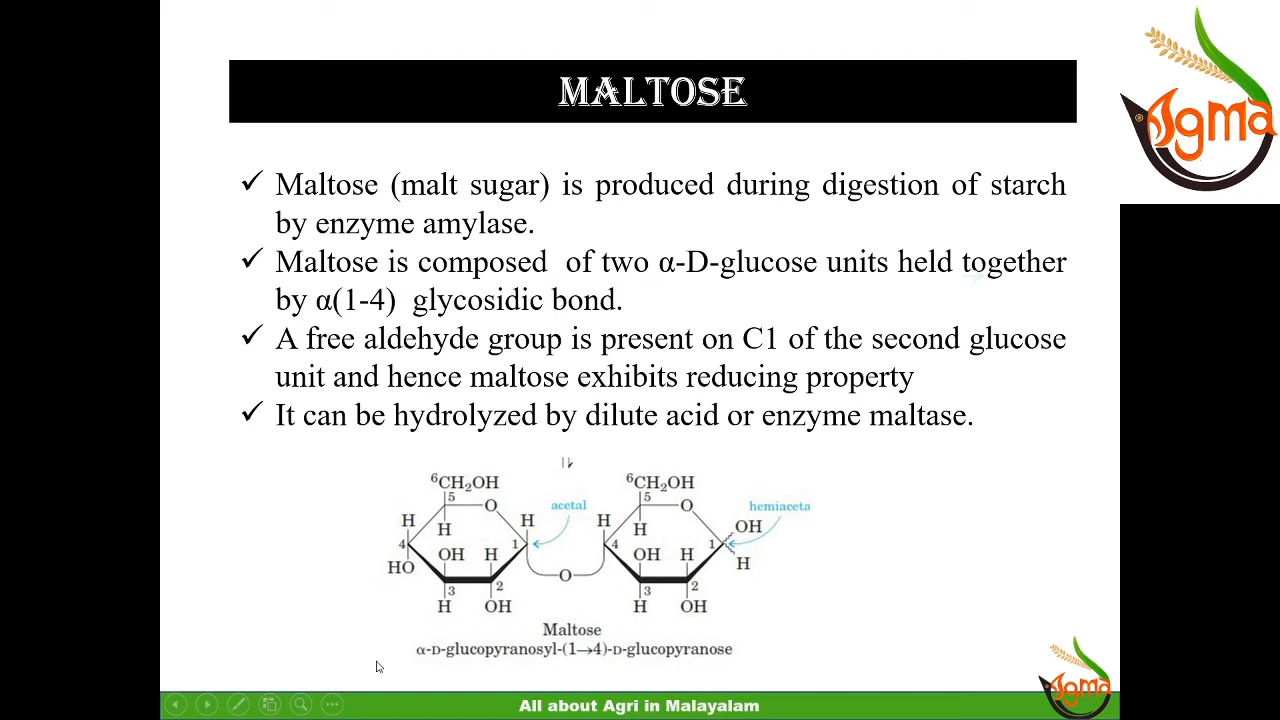 MALTOSE
✓ Maltose (malt sugar) is produced during digestion of starch
by enzyme amylase.
✓ Maltose is composed of two α-D-glucose units held together
by α(1-4) glycosidic bond.
✓ A free aldehyde group is present on C1 of the second glucose
unit and hence maltose exhibits reducing property
✓ It can be hydrolyzed by dilute acid or enzyme maltase.
6CH2OH 6CH2OH
5 O acetal 5 O hemiaceta
H H H H H OH
4 1 4 1
OH H OH H H
HO O
3 2 3 2
H OH H OH
Maltose
α-D-glucopyranosyl-(1→4)-D-glucopyranose
All about Agri in Malayalam
agma
agma